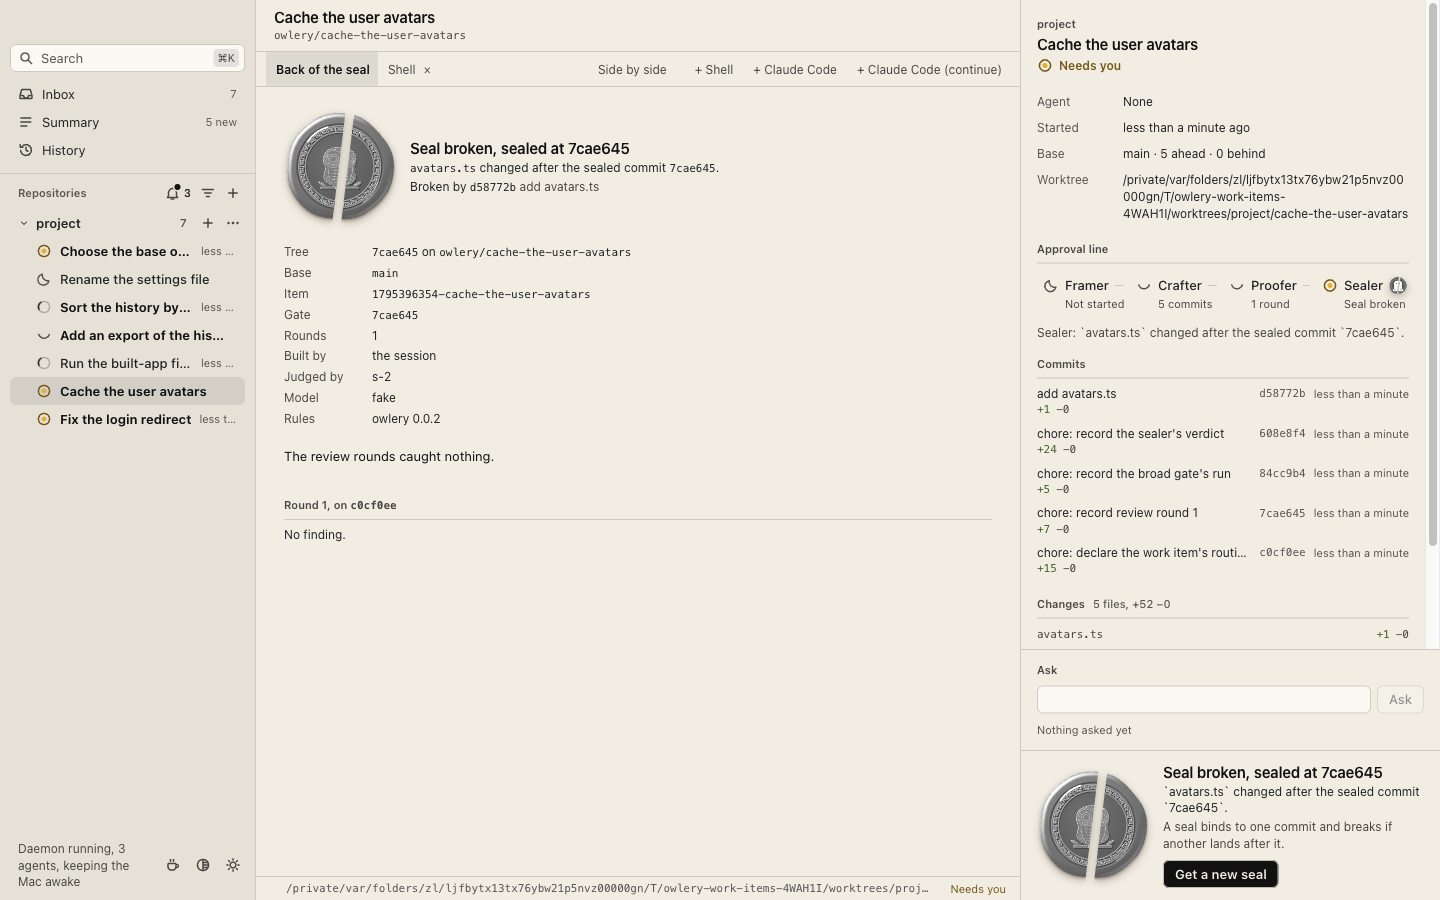 Search
⌘K
Inbox
7
Summary
5 new
History
Repositories
3
project
7
Choose the base o...
less ...
Rename the settings file
Sort the history by...
less ...
Add an export of the his...
Run the built-app fi...
less ...
Cache the user avatars
Fix the login redirect
less t...
Daemon running, 3
agents, keeping the
Mac awake
Cache the user avatars
owlery/cache-the-user-avatars
Back of the seal
Shell ×
Side by side
+ Shell
+ Claude Code
+ Claude Code (continue)
Seal broken, sealed at 7cae645
avatars.ts changed after the sealed commit 7cae645.
Broken by d58772b add avatars.ts
Tree 7cae645 on owlery/cache-the-user-avatars
Base main
Item 1795396354-cache-the-user-avatars
Gate 7cae645
Rounds 1
Built by the session
Judged by s-2
Model fake
Rules owlery 0.0.2
The review rounds caught nothing.
Round 1, on c0cf0ee
No finding.
/private/var/folders/zl/ljfbytx13tx76ybw21p5nvz00000gn/T/owlery-work-items-4WAH1I/worktrees/proj…
Needs you
project
Cache the user avatars
Needs you
Agent None
Started less than a minute ago
Base main · 5 ahead · 0 behind
Worktree /private/var/folders/zl/ljfbytx13tx76ybw21p5nvz00
000gn/T/owlery-work-items-
4WAH1I/worktrees/project/cache-the-user-avatars
Approval line
Framer
Crafter
Proofer
Sealer
Not started
5 commits
1 round
Seal broken
Sealer: `avatars.ts` changed after the sealed commit `7cae645`.
Commits
add avatars.ts d58772b less than a minute
+1 −0
chore: record the sealer's verdict 608e8f4 less than a minute
+24 −0
chore: record the broad gate's run 84cc9b4 less than a minute
+5 −0
chore: record review round 1 7cae645 less than a minute
+7 −0
chore: declare the work item's routi... c0cf0ee less than a minute
+15 −0
Changes 5 files, +52 −0
avatars.ts +1 −0
Ask
Ask
Nothing asked yet
Seal broken, sealed at 7cae645
`avatars.ts` changed after the sealed commit
`7cae645`.
A seal binds to one commit and breaks if
another lands after it.
Get a new seal